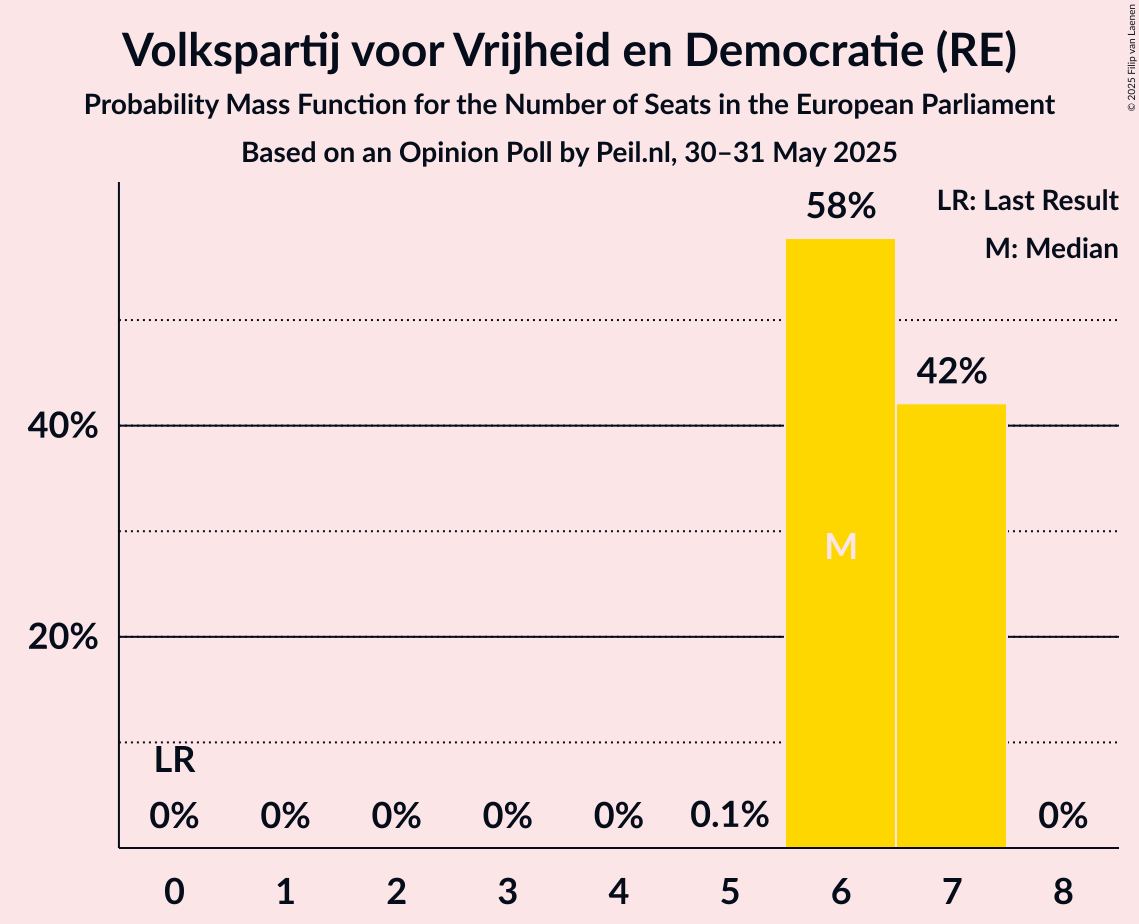 Volkspartij voor Vrijheid en Democratie (RE)
Probability Mass Function for the Number of Seats in the European Parliament
Based on an Opinion Poll by Peil.nl, 30–31 May 2025
© 2025 Filip van Laenen
LR: Last Result
M: Median
58%
42%
40%
M
20%
LR
0% 0% 0% 0% 0% 0.1% 0%
0 1 2 3 4 5 6 7 8